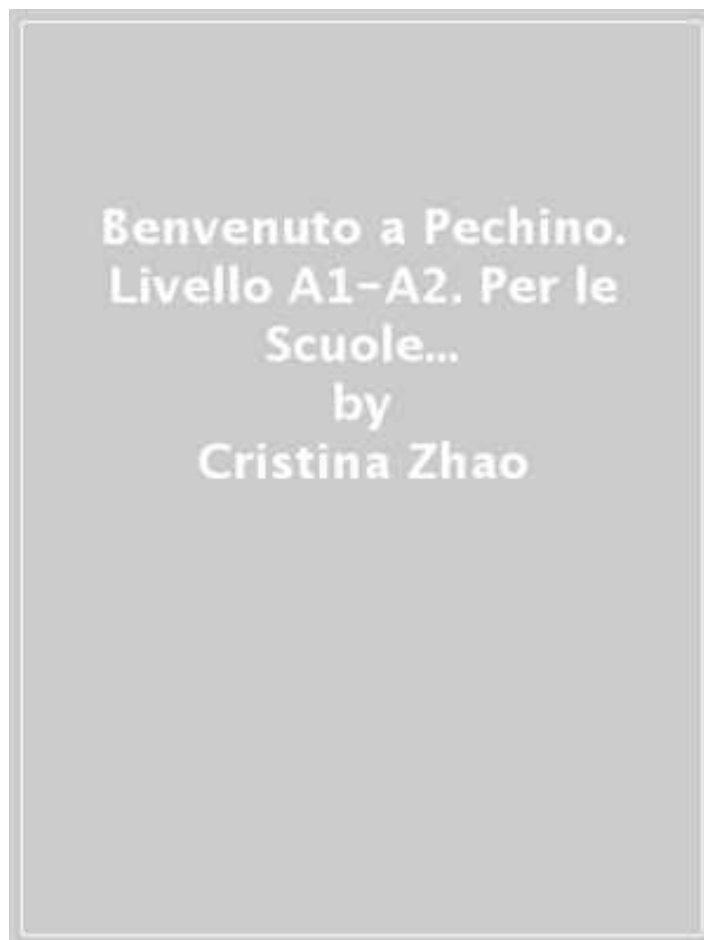 Benvenuto a Pechino.
Livello A1-A2. Per le
Scuole...
by
Cristina Zhao